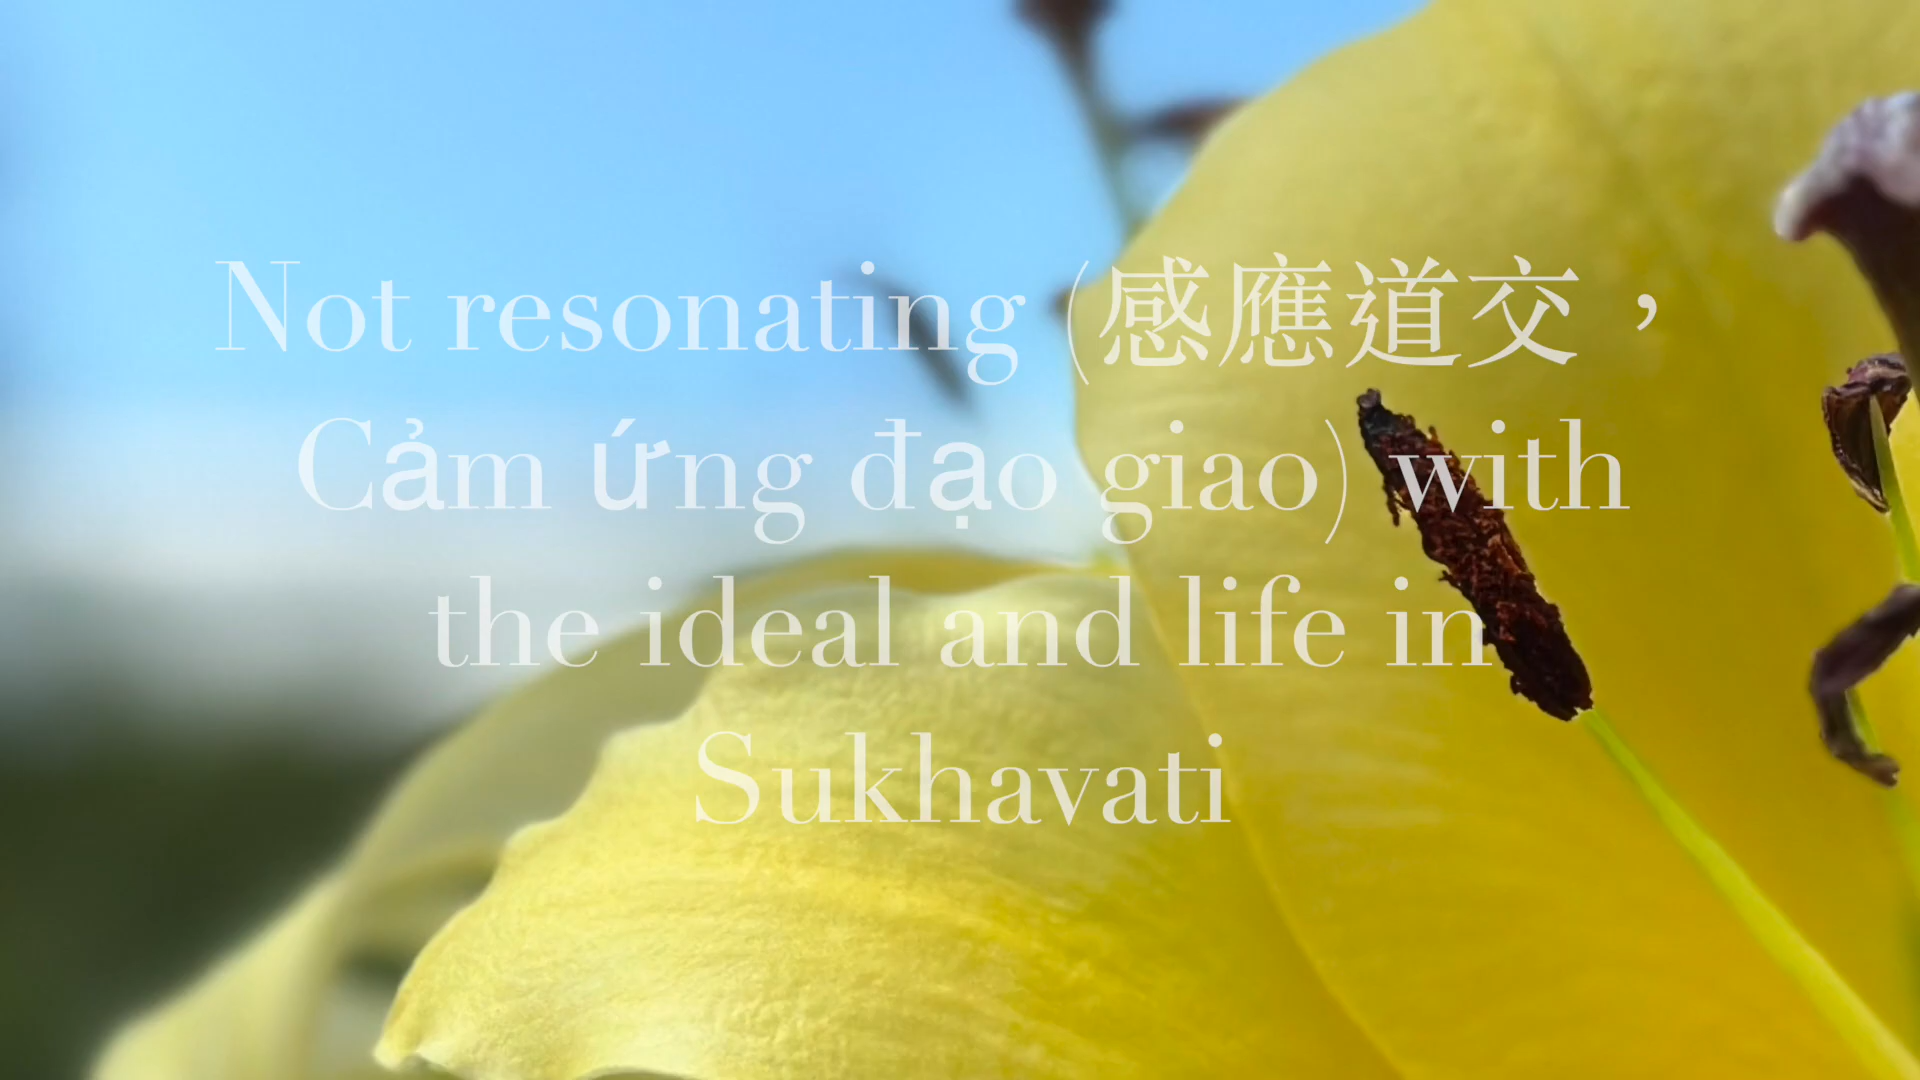 Not resonating (感應道交，
Cảm ứng đạo giao) with
the ideal and life in
Sukhavati